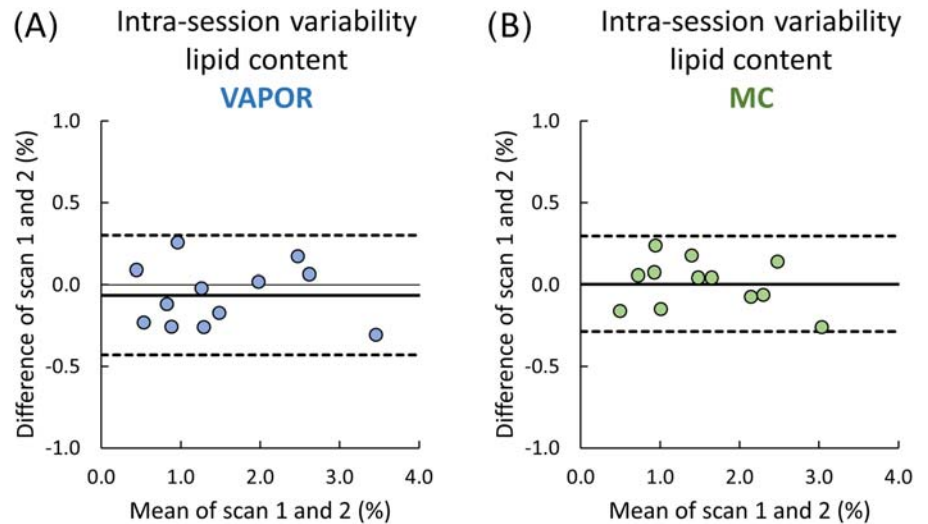 (A)
Intra-session variability
lipid content
VAPOR
Difference of scan 1 and 2 (%)
1.0
0.5
0.0
-0.5
-1.0
0.0 1.0 2.0 3.0 4.0
Mean of scan 1 and 2 (%)
(B)
Intra-session variability
lipid content
MC
Difference of scan 1 and 2 (%)
1.0
0.5
0.0
-0.5
-1.0
0.0 1.0 2.0 3.0 4.0
Mean of scan 1 and 2 (%)